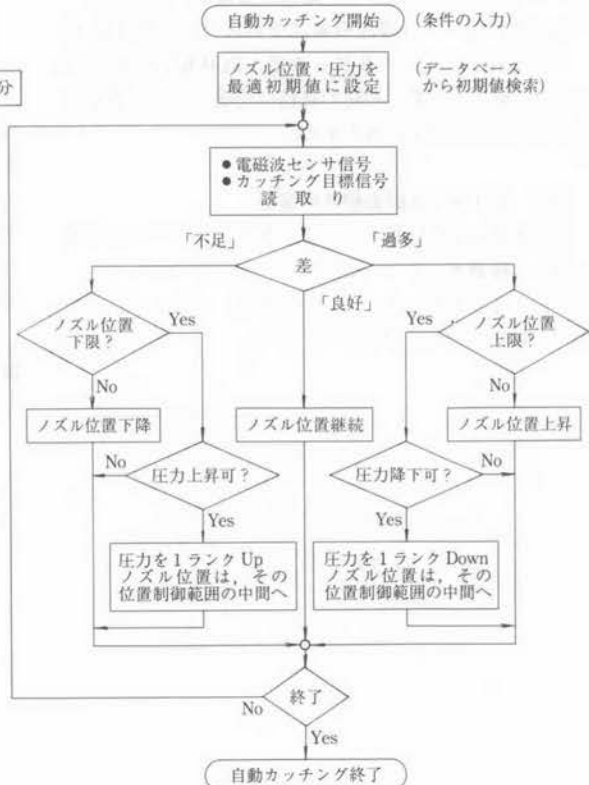 自動カッチング開始
(条件の入力)
ノズル位置・圧力を
最適初期値に設定
(データベース
から初期値検索)
分
●電磁波センサ信号
●カッチング目標信号
読取り
「不足」
「過多」
差
「良好」
ノズル位置
下限?
Yes
No
Yes
ノズル位置
上限?
No
ノズル位置下降
ノズル位置継続
ノズル位置上昇
No
圧力上昇可?
圧力降下可?
No
Yes
Yes
圧力を1ランクUp
ノズル位置は,その
位置制御範囲の中間へ
圧力を1ランクDown
ノズル位置は,その
位置制御範囲の中間へ
終了
No
Yes
自動カッチング終了